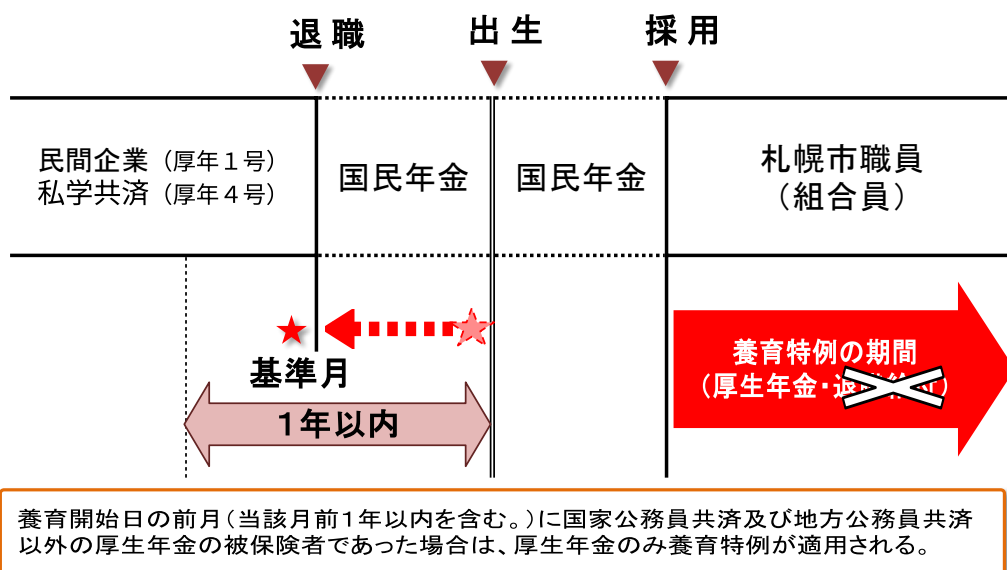 退職
出生
採用
民間企業（厚年１号）
私学共済（厚年４号）
国民年金
国民年金
札幌市職員
（組合員）
基準月
１年以内
養育特例の期間
（厚生年金・退
養育開始日の前月（当該月前１年以内を含む。）に国家公務員共済及び地方公務員共済
以外の厚生年金の被保険者であった場合は、厚生年金のみ養育特例が適用される。